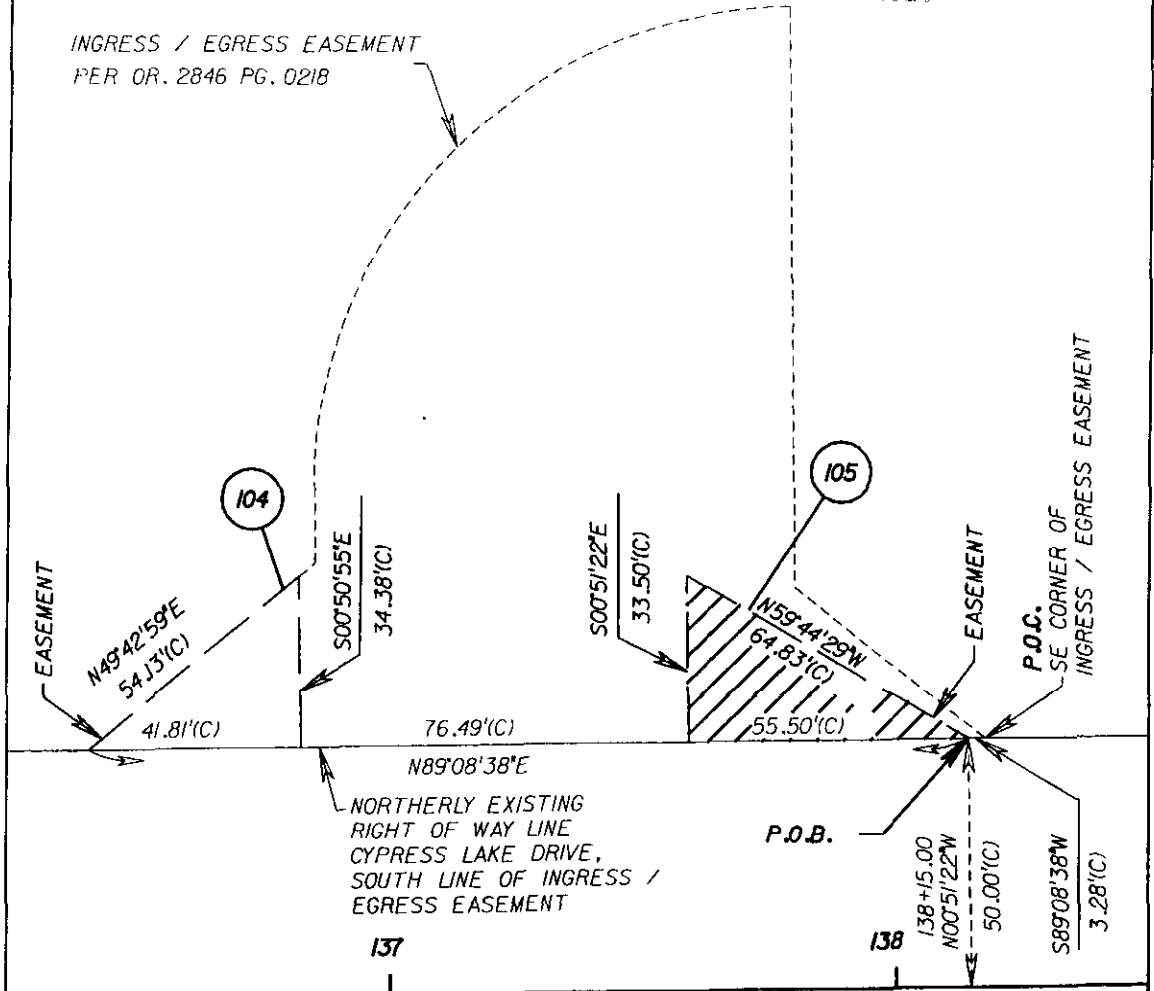 INGRESS / EGRESS EASEMENT
PER OR. 2846 PG. 0218
104
105
EASEMENT
N49°42'59"E
54.13'(C)
S00°50'55"E
34.38'(C)
S00°51'22"E
33.50'(C)
N59°44'29"W
64.83'(C)
EASEMENT
P.O.C.
SE CORNER OF
INGRESS / EGRESS EASEMENT
41.81'(C)
76.49'(C)
55.50'(C)
N89°08'38"E
NORTHERLY EXISTING
RIGHT OF WAY LINE
CYPRESS LAKE DRIVE,
SOUTH LINE OF INGRESS /
EGRESS EASEMENT
P.O.B.
138+15.00
N00°51'22"W
50.00'(C)
S89°08'38"W
3.28'(C)
137
138